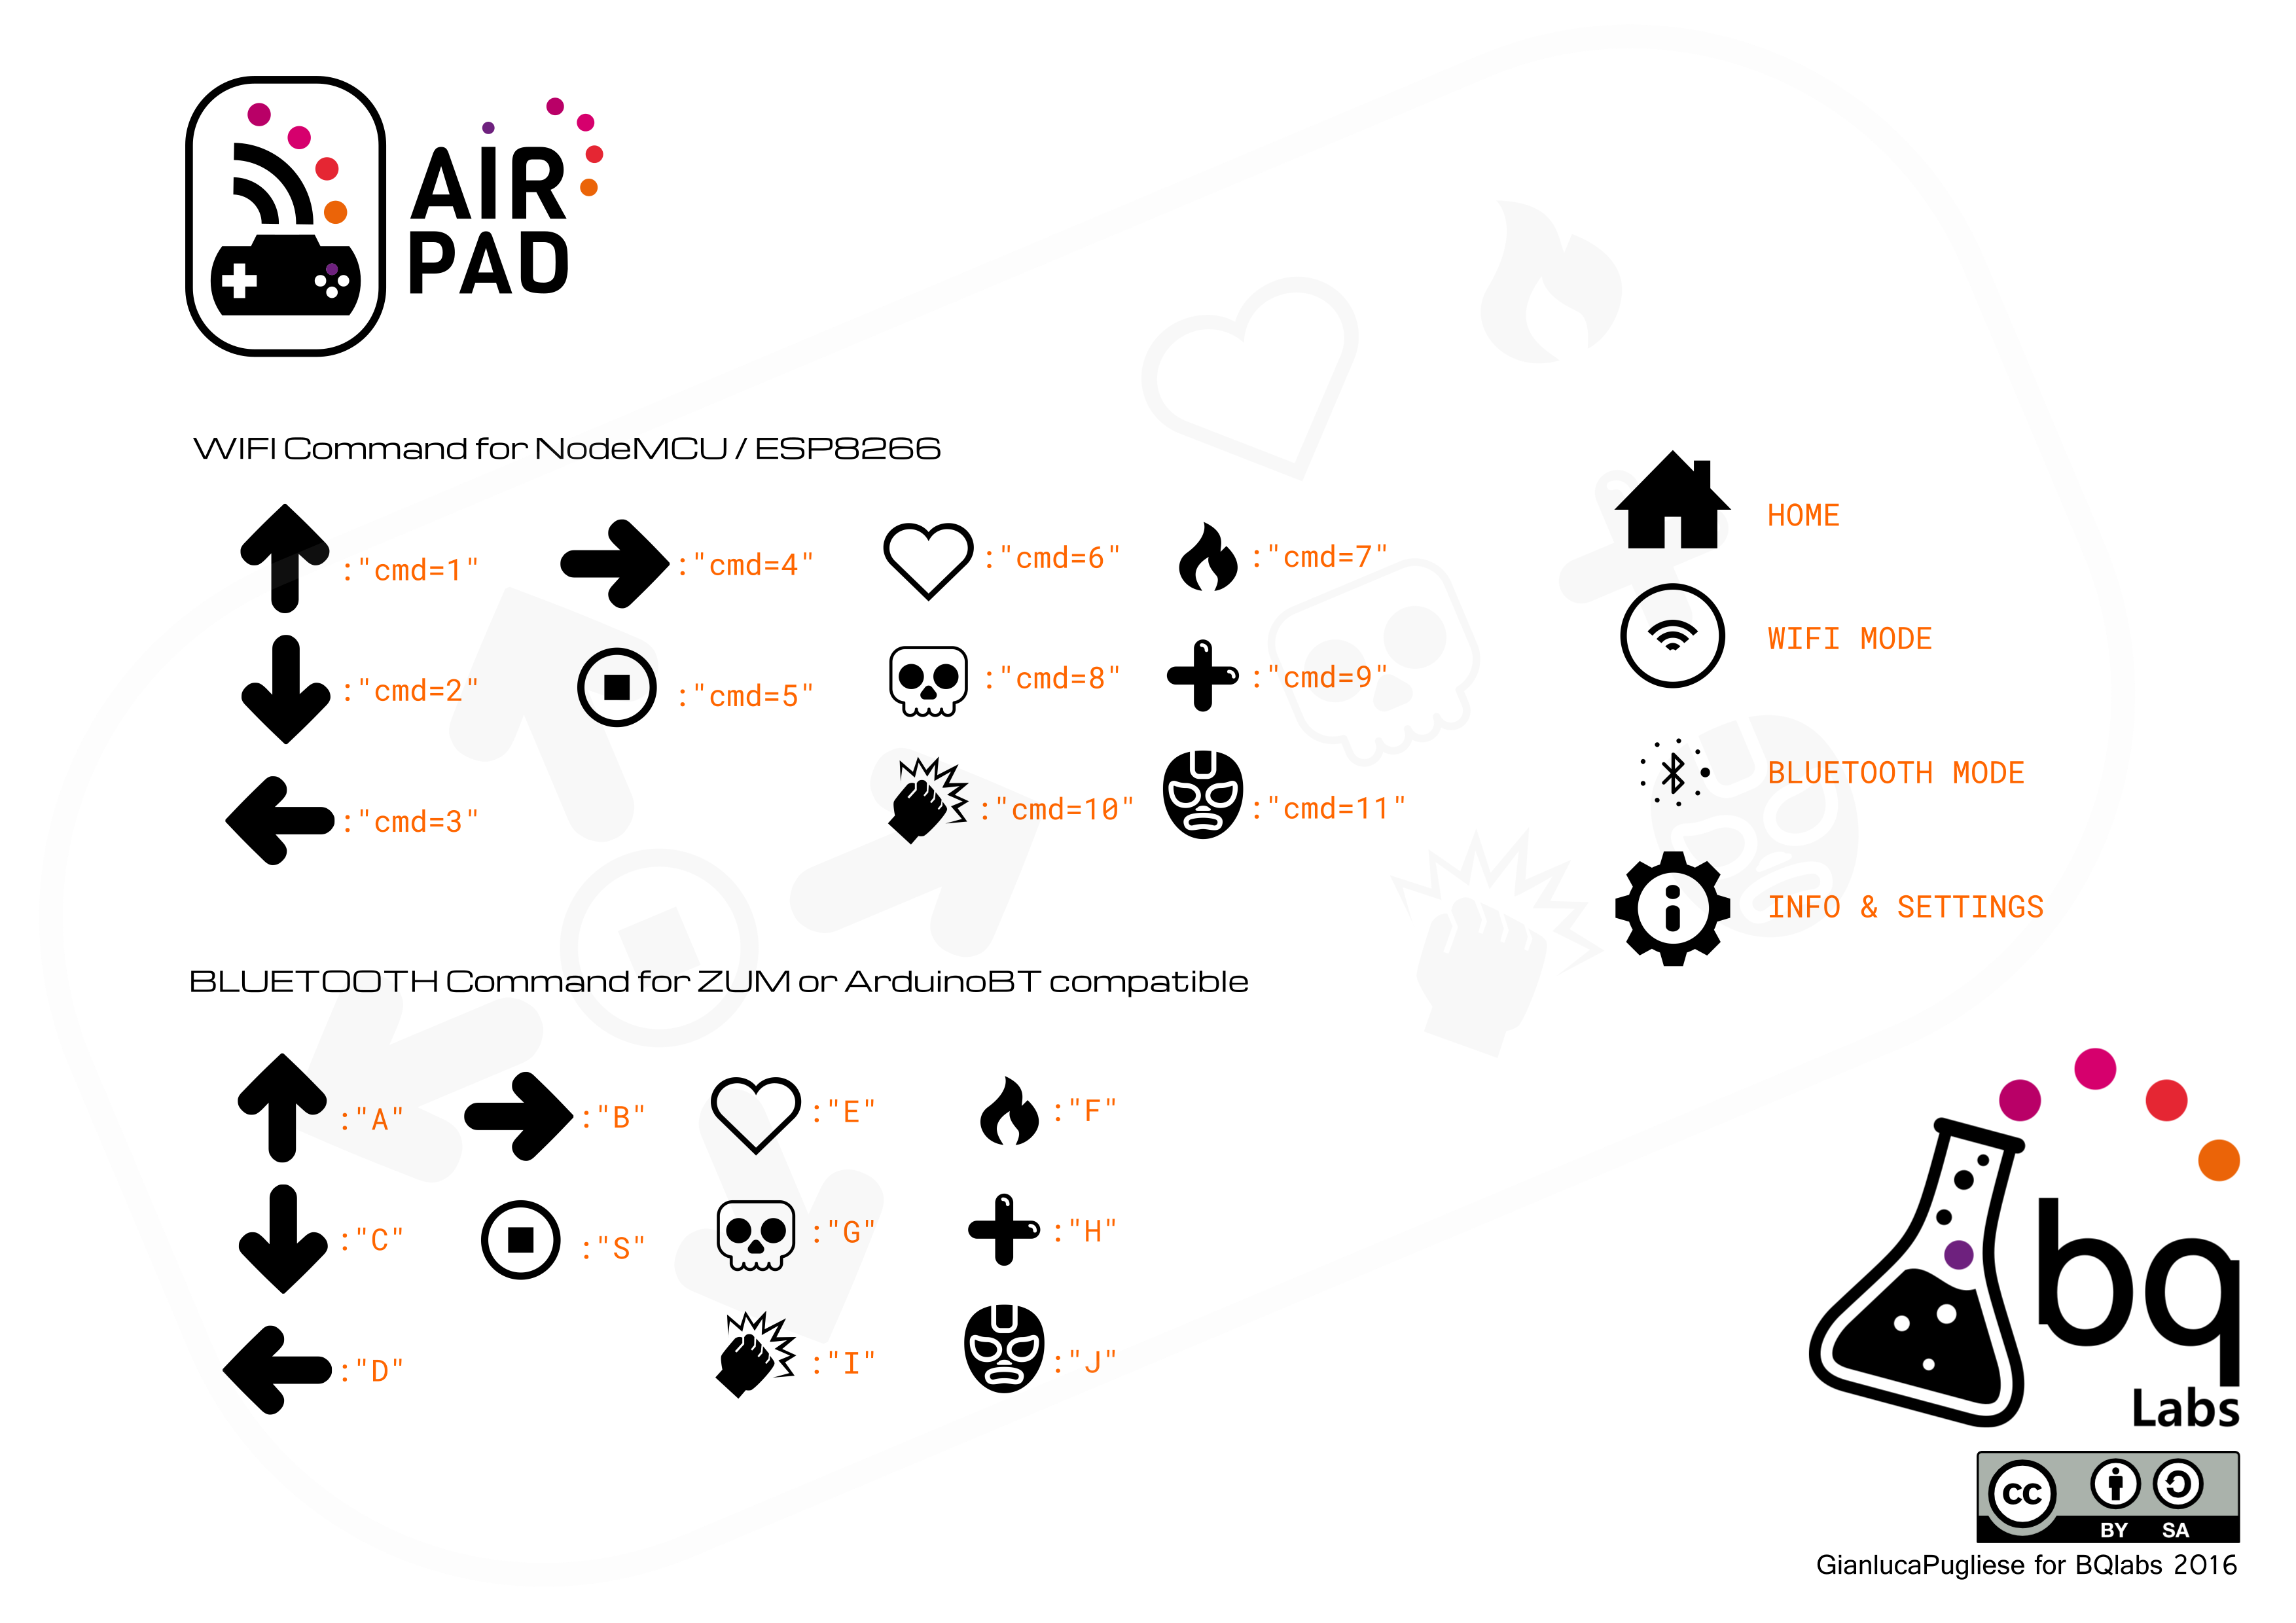 AIR
PAD
WIFI Command for NodeMCU / ESP8266
:"cmd=1"
:"cmd=4"
:"cmd=6"
:"cmd=7"
:"cmd=2"
:"cmd=5"
:"cmd=8"
:"cmd=9"
:"cmd=3"
:"cmd=10"
:"cmd=11"
HOME
WIFI MODE
BLUETOOTH MODE
INFO & SETTINGS
BLUETOOTH Command for ZUM or ArduinoBT compatible
:"A"
:"B"
:"E"
:"F"
:"C"
:"S"
:"G"
:"H"
:"D"
:"I"
:"J"
bq
Labs
cc
BY SA
GianlucaPugliese for BQlabs 2016